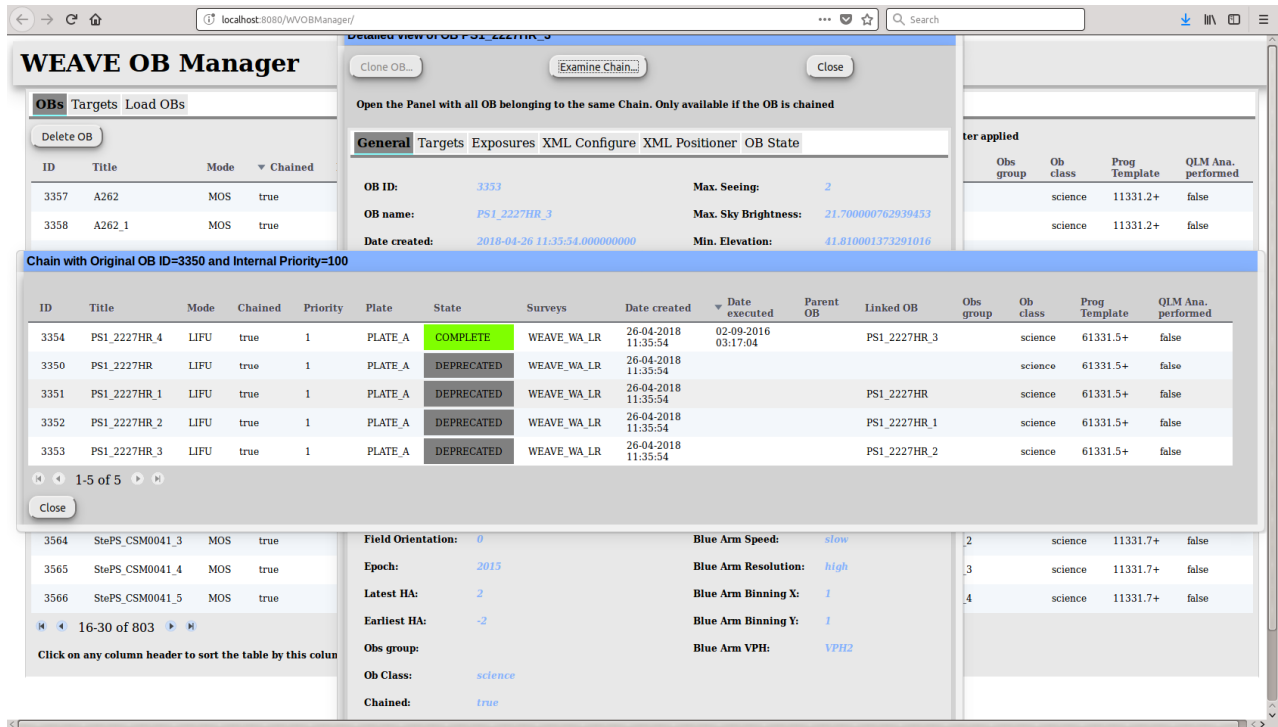 localhost:8080/WVOBManager/
Search
WEAVE OB Manager
OBs Targets Load OBs
Delete OB
ID Title Mode Chained
3357 A262 MOS true
3358 A262_1 MOS true
Detailed view of OB PS1_2227HR_3
Clone OB... Examine Chain... Close
Open the Panel with all OB belonging to the same Chain. Only available if the OB is chained
General Targets Exposures XML Configure XML Positioner OB State
OB ID: 3353 Max. Seeing: 2
OB name: PS1_2227HR_3 Max. Sky Brightness: 21.700000762939453
Date created: 2018-04-26 11:35:54.000000000 Min. Elevation: 41.810001373291016
ter applied
Obs group Ob class Prog Template QLM Ana. performed
science 11331.2+ false
science 11331.2+ false
Chain with Original OB ID=3350 and Internal Priority=100
ID Title Mode Chained Priority Plate State Surveys Date created Date executed Parent OB Linked OB Obs group Ob class Prog Template QLM Ana. performed
3354 PS1_2227HR_4 LIFU true 1 PLATE_A COMPLETE WEAVE_WA_LR 26-04-2018 11:35:54 02-09-2016 03:17:04 PS1_2227HR_3 science 61331.5+ false
3350 PS1_2227HR LIFU true 1 PLATE_A DEPRECATED WEAVE_WA_LR 26-04-2018 11:35:54 science 61331.5+ false
3351 PS1_2227HR_1 LIFU true 1 PLATE_A DEPRECATED WEAVE_WA_LR 26-04-2018 11:35:54 PS1_2227HR science 61331.5+ false
3352 PS1_2227HR_2 LIFU true 1 PLATE_A DEPRECATED WEAVE_WA_LR 26-04-2018 11:35:54 PS1_2227HR_1 science 61331.5+ false
3353 PS1_2227HR_3 LIFU true 1 PLATE_A DEPRECATED WEAVE_WA_LR 26-04-2018 11:35:54 PS1_2227HR_2 science 61331.5+ false
1-5 of 5
Close
3564 StePS_CSM0041_3 MOS true
3565 StePS_CSM0041_4 MOS true
3566 StePS_CSM0041_5 MOS true
16-30 of 803
Click on any column header to sort the table by this colun
Field Orientation: 0 Blue Arm Speed: slow
Epoch: 2015 Blue Arm Resolution: high
Latest HA: 2 Blue Arm Binning X: 1
Earliest HA: -2 Blue Arm Binning Y: 1
Obs group: Blue Arm VPH: VPH2
Ob Class: science
Chained: true
_2 science 11331.7+ false
_3 science 11331.7+ false
_4 science 11331.7+ false